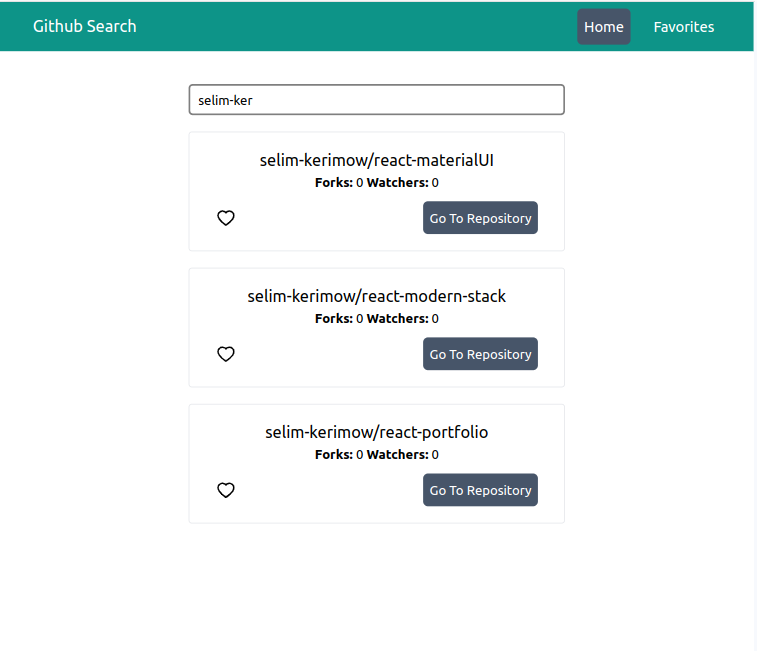 Github Search Home Favorites
selim-ker
selim-kerimow/react-materialUI
Forks: 0 Watchers: 0
Go To Repository
selim-kerimow/react-modern-stack
Forks: 0 Watchers: 0
Go To Repository
selim-kerimow/react-portfolio
Forks: 0 Watchers: 0
Go To Repository